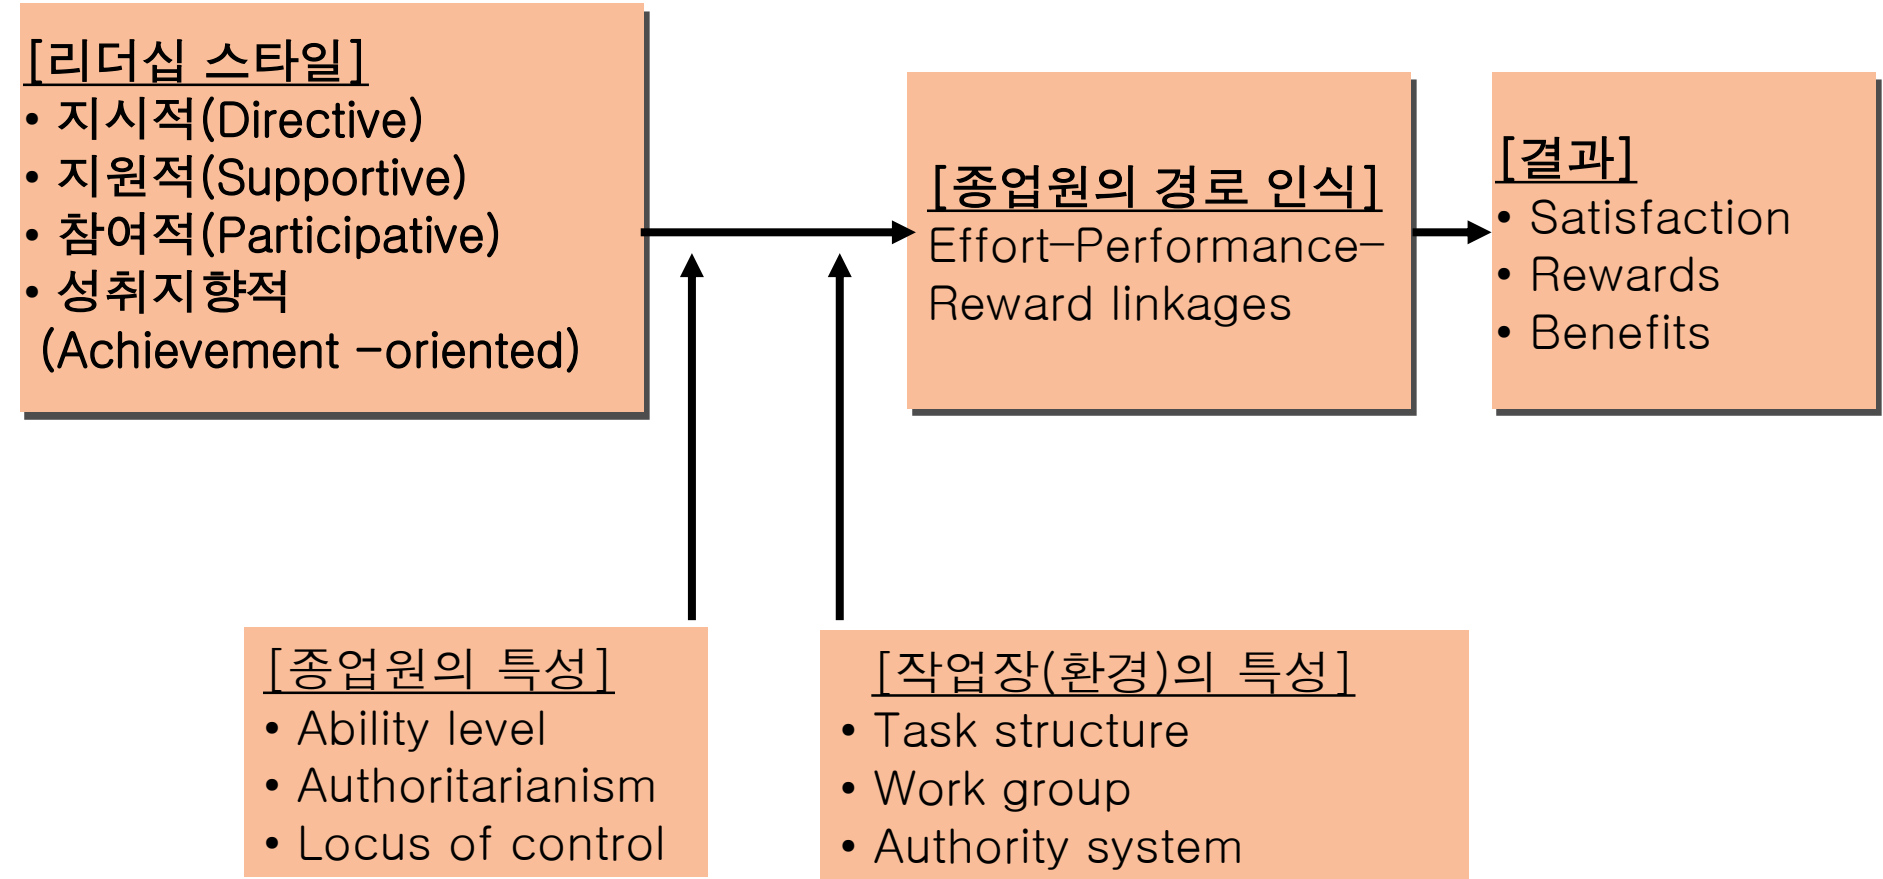 [리더십 스타일]
• 지시적(Directive)
• 지원적(Supportive)
• 참여적(Participative)
• 성취지향적
(Achievement -oriented)
[종업원의 경로 인식]
Effort-Performance-
Reward linkages
[결과]
• Satisfaction
• Rewards
• Benefits
[종업원의 특성]
• Ability level
• Authoritarianism
• Locus of control
[작업장(환경)의 특성]
• Task structure
• Work group
• Authority system